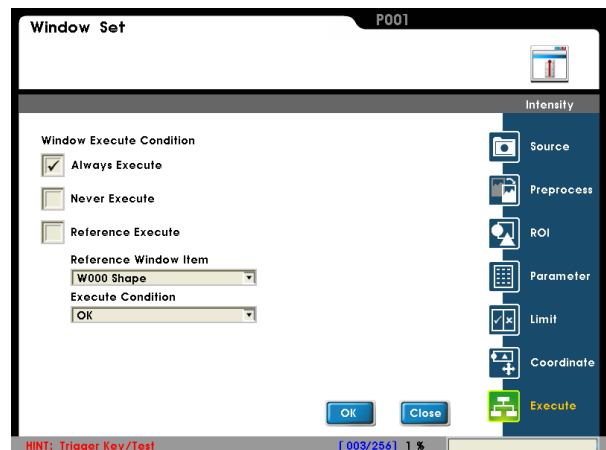 Window Set
P001
Intensity
Window Execute Condition
Always Execute
Never Execute
Reference Execute
Reference Window Item
W000 Shape
Execute Condition
OK
Source
Preprocess
ROI
Parameter
Limit
Coordinate
Execute
OK
Close
HINT: Trigger Key/Test
[003/256] 1 %